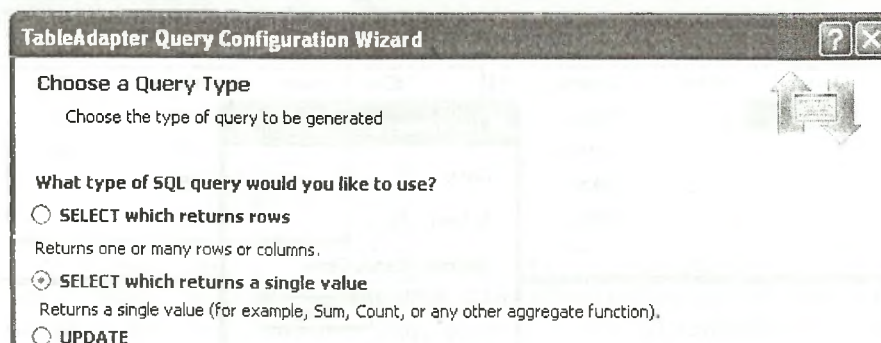 TableAdapter Query Configuration Wizard
Choose a Query Type
Choose the type of query to be generated
What type of SQL query would you like to use?
SELECT which returns rows
Returns one or many rows or columns.
SELECT which returns a single value
Returns a single value (for example, Sum, Count, or any other aggregate function).
UPDATE